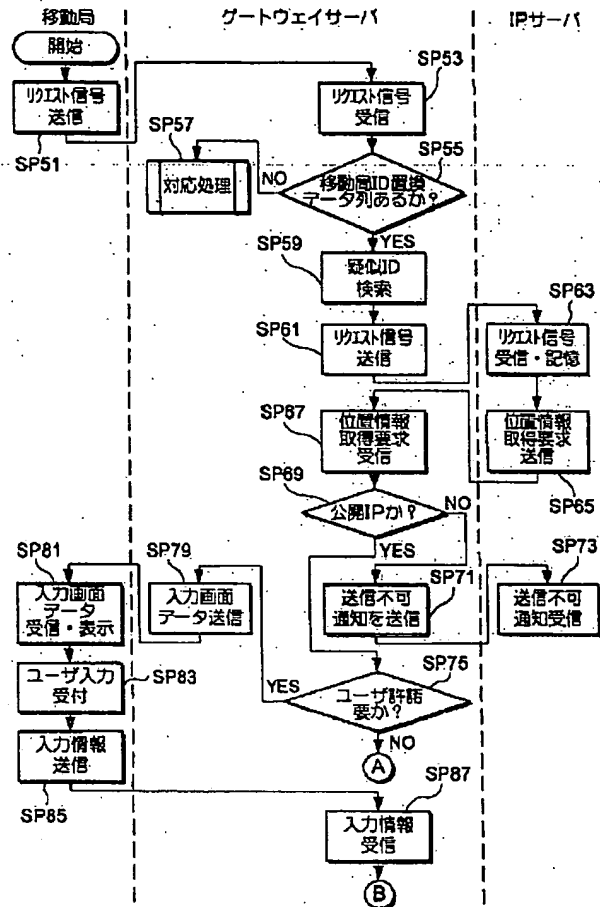 移動局
ゲートウェイサーバ
IPサーバ
開始
リクエスト信号
送信
SP51
SP53
リクエスト信号
受信
SP55
移動局ID置換
データ列あるか?
SP57
対応処理
NO
YES
SP59
疑似ID
検索
SP61
リクエスト信号
送信
SP63
リクエスト信号
受信・記憶
SP67
位置情報
取得要求
受信
位置情報
取得要求
送信
SP65
SP69
公開IPか?
NO
YES
SP71
送信不可
通知を送信
SP73
送信不可
通知受信
SP75
ユーザ許諾
要か?
YES
NO
A
SP79
入力画面
データ送信
SP81
入力画面
データ
受信・表示
SP83
ユーザ入力
受付
入力情報
送信
SP85
SP87
入力情報
受信
B